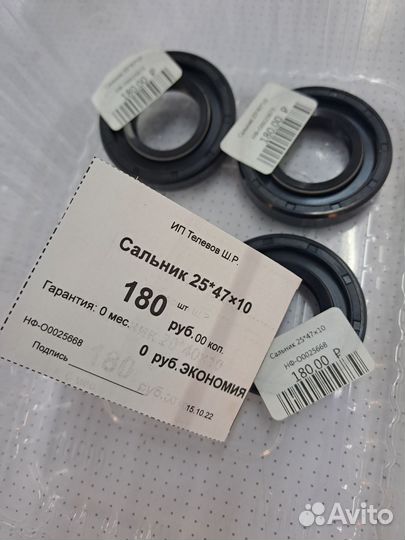 ИП Телевов Ш.Р.
Сальник 25*47×10
180 шт
руб.00 коп.
Гарантия: 0 мес.
0 руб.ЭКОНОМИЯ
НФ-О0025668
Подпись
15.10.22
180.00 ₽
180.00 ₽
Сальник 25*47×10
НФ-О0025668
180.00 ₽
Avito